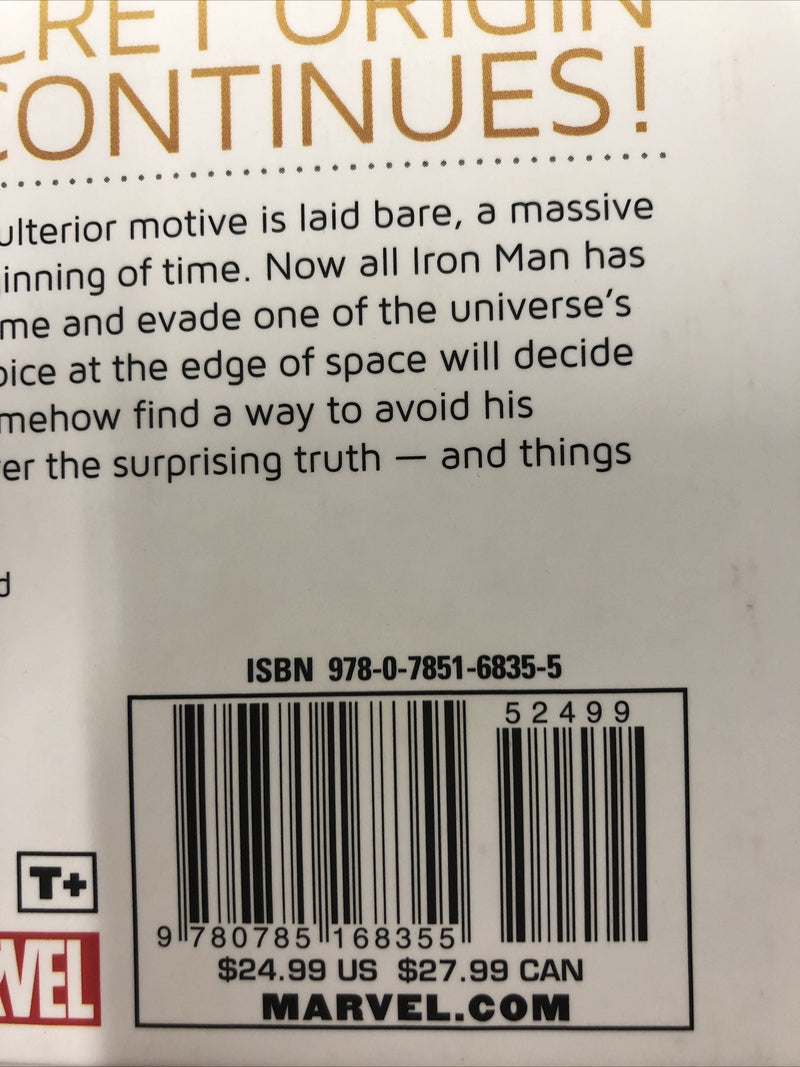 CRET ORIGIN
CONTINUES!
ulterior motive is laid bare, a massive
inning of time. Now all Iron Man has
me and evade one of the universe's
oice at the edge of space will decide
mehow find a way to avoid his
er the surprising truth — and things
d
ISBN 978-0-7851-6835-5
52499
9 780785 168355
T+
VEL
$24.99 US $27.99 CAN
MARVEL.COM